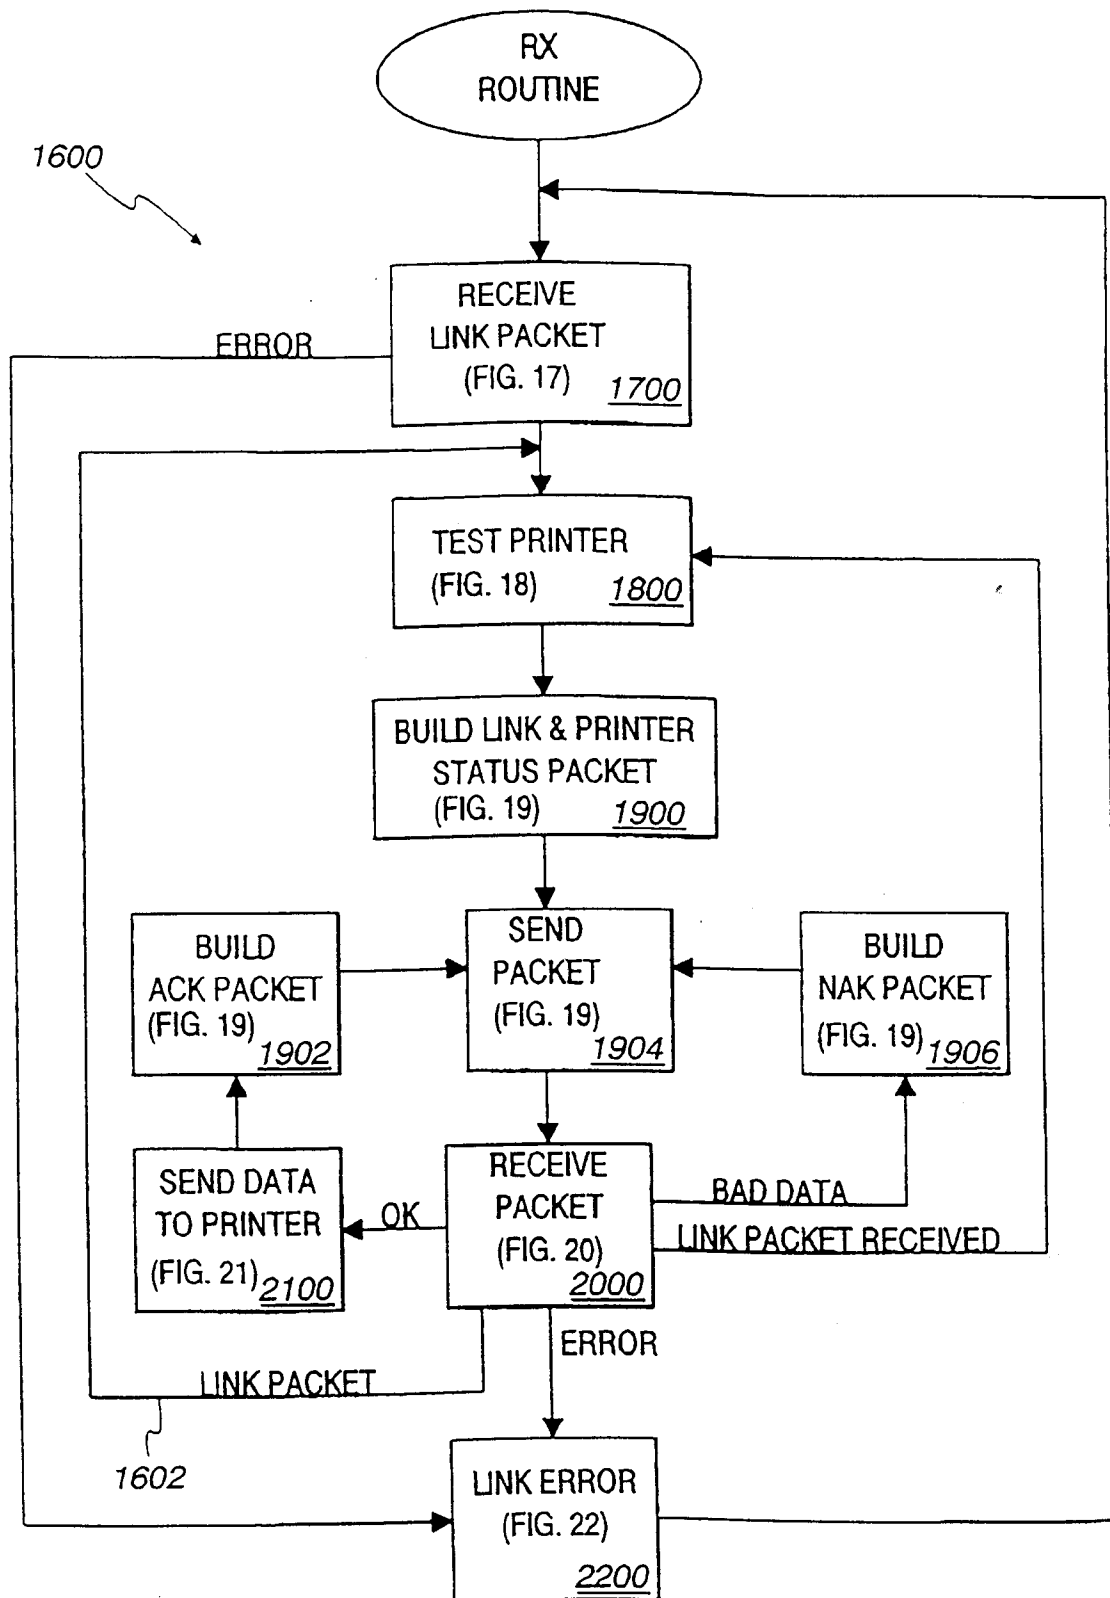 RX
ROUTINE
1600
RECEIVE
LINK PACKET
(FIG. 17)
1700
ERROR
TEST PRINTER
(FIG. 18)
1800
BUILD LINK & PRINTER
STATUS PACKET
(FIG. 19)
1900
BUILD
ACK PACKET
(FIG. 19)
1902
SEND
PACKET
(FIG. 19)
1904
BUILD
NAK PACKET
(FIG. 19)
1906
SEND DATA
TO PRINTER
(FIG. 21)
2100
OK
RECEIVE
PACKET
(FIG. 20)
2000
BAD DATA
LINK PACKET RECEIVED
ERROR
LINK PACKET
1602
LINK ERROR
(FIG. 22)
2200